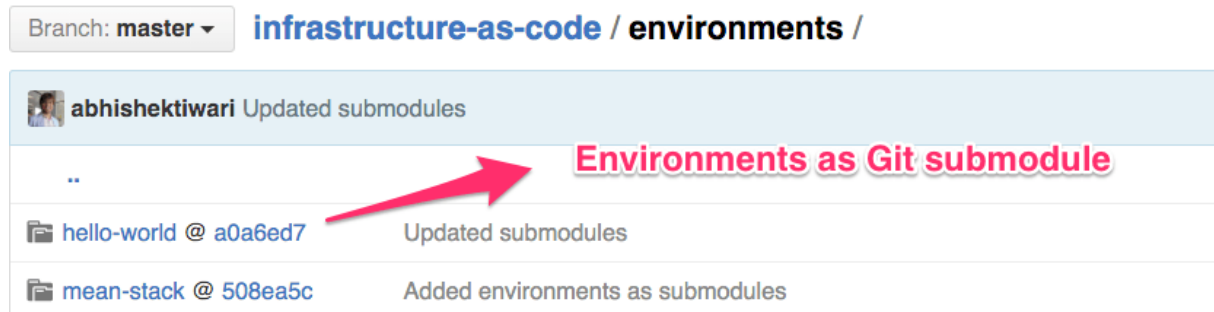 Branch: master infrastructure-as-code / environments /
abhishektiwari Updated submodules
Environments as Git submodule
..
hello-world @ a0a6ed7 Updated submodules
mean-stack @ 508ea5c Added environments as submodules